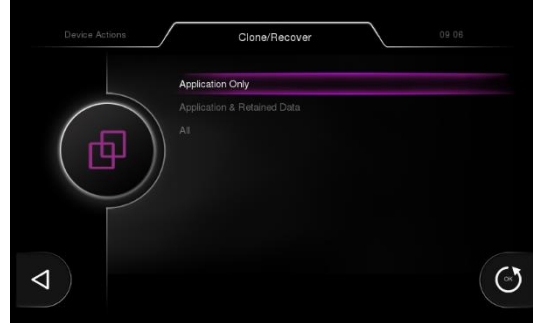 Device Actions
Clone/Recover
09 06
Application Only
Application & Retained Data
All
OK